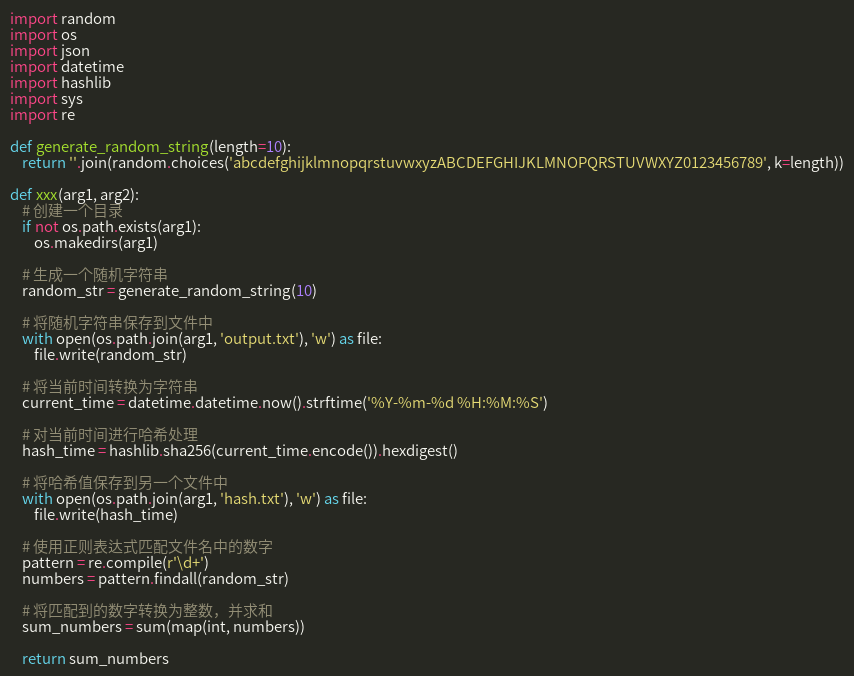 import random
import os
import json
import datetime
import hashlib
import sys
import re

def generate_random_string(length=10):
    return ''.join(random.choices('abcdefghijklmnopqrstuvwxyzABCDEFGHIJKLMNOPQRSTUVWXYZ0123456789', k=length))

def xxx(arg1, arg2):
    # 创建一个目录
    if not os.path.exists(arg1):
        os.makedirs(arg1)

    # 生成一个随机字符串
    random_str = generate_random_string(10)

    # 将随机字符串保存到文件中
    with open(os.path.join(arg1, 'output.txt'), 'w') as file:
        file.write(random_str)

    # 将当前时间转换为字符串
    current_time = datetime.datetime.now().strftime('%Y-%m-%d %H:%M:%S')

    # 对当前时间进行哈希处理
    hash_time = hashlib.sha256(current_time.encode()).hexdigest()

    # 将哈希值保存到另一个文件中
    with open(os.path.join(arg1, 'hash.txt'), 'w') as file:
        file.write(hash_time)

    # 使用正则表达式匹配文件名中的数字
    pattern = re.compile(r'\d+')
    numbers = pattern.findall(random_str)

    # 将匹配到的数字转换为整数，并求和
    sum_numbers = sum(map(int, numbers))

    return sum_numbers